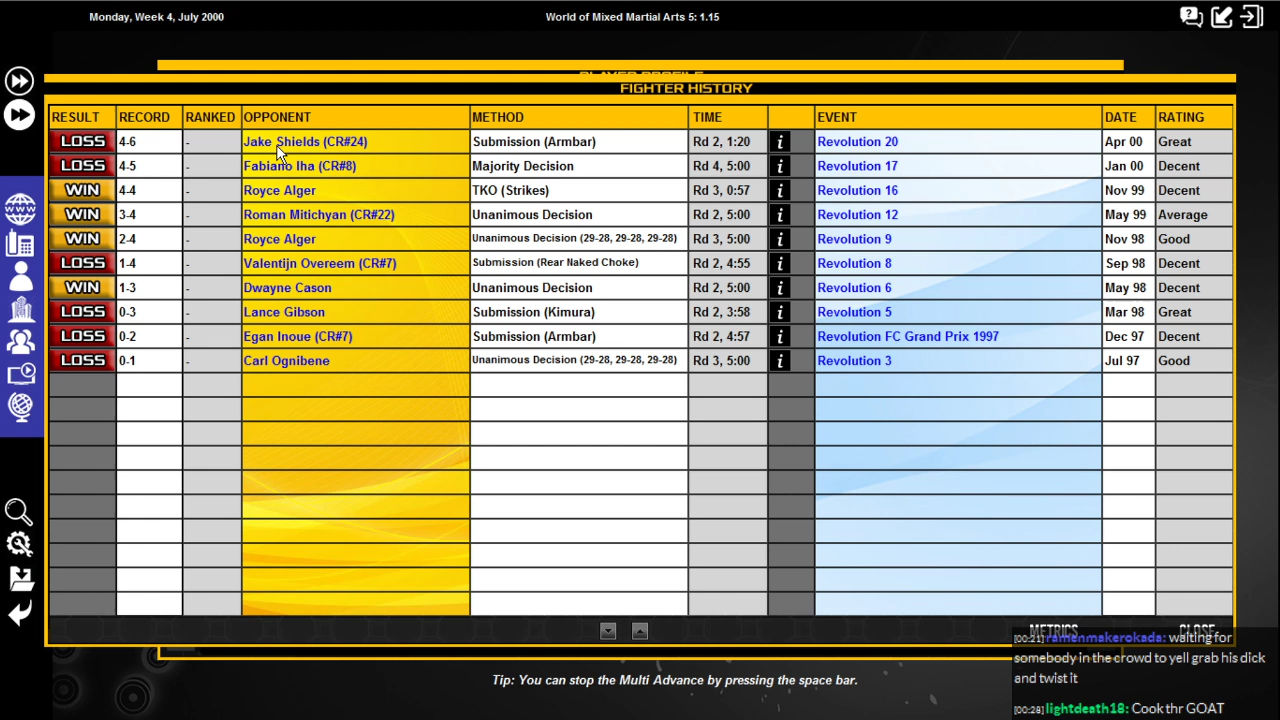 Monday, Week 4, July 2000 World of Mixed Martial Arts 5: 1.15
FIGHTER HISTORY
RESULT RECORD RANKED OPPONENT METHOD TIME EVENT DATE RATING
LOSS 4-6 - Jake Shields (CR#24) Submission (Armbar) Rd 2, 1:20 i Revolution 20 Apr 00 Great
LOSS 4-5 - Fabiano Iha (CR#8) Majority Decision Rd 4, 5:00 i Revolution 17 Jan 00 Decent
WIN 4-4 - Royce Alger TKO (Strikes) Rd 3, 0:57 i Revolution 16 Nov 99 Decent
WIN 3-4 - Roman Mitichyan (CR#22) Unanimous Decision Rd 2, 5:00 i Revolution 12 May 99 Average
WIN 2-4 - Royce Alger Unanimous Decision (29-28, 29-28, 29-28) Rd 3, 5:00 i Revolution 9 Nov 98 Good
LOSS 1-4 - Valentijn Overeem (CR#7) Submission (Rear Naked Choke) Rd 2, 4:55 i Revolution 8 Sep 98 Decent
WIN 1-3 - Dwayne Cason Unanimous Decision Rd 2, 5:00 i Revolution 6 May 98 Decent
LOSS 0-3 - Lance Gibson Submission (Kimura) Rd 2, 3:58 i Revolution 5 Mar 98 Great
LOSS 0-2 - Egan Inoue (CR#7) Submission (Armbar) Rd 2, 4:57 i Revolution FC Grand Prix 1997 Dec 97 Decent
LOSS 0-1 - Carl Ognibene Unanimous Decision (29-28, 29-28, 29-28) Rd 3, 5:00 i Revolution 3 Jul 97 Good
METRICS CLOSE
[00:21] ramenmakerokada: waiting for
somebody in the crowd to yell grab his dick
and twist it
[00:28] lightdeath18: Cook thr GOAT
Tip: You can stop the Multi Advance by pressing the space bar.